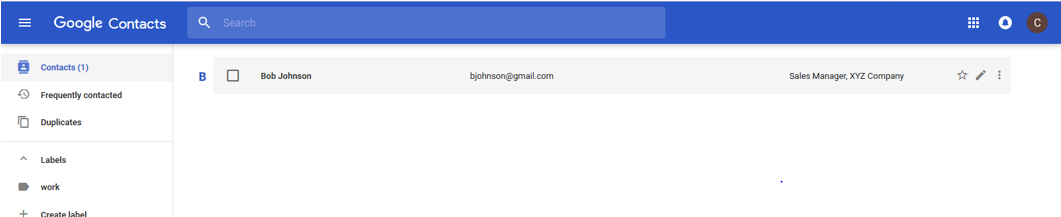 Google Contacts
Search
C
Contacts (1)
Frequently contacted
Duplicates
Labels
work
Create label
B
Bob Johnson bjohnson@gmail.com Sales Manager, XYZ Company